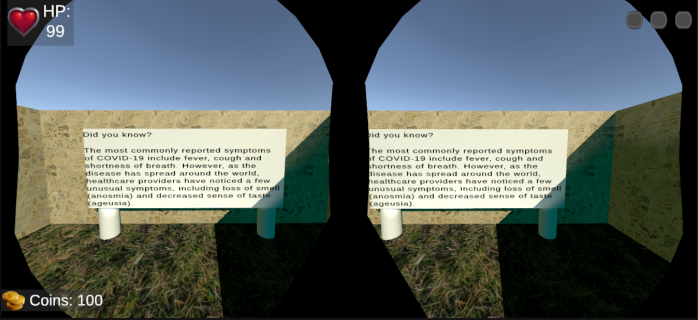 HP:
99
Did you know?
The most commonly reported symptoms
of COVID-19 include fever, cough and
shortness of breath. However, as the
disease has spread around the world,
healthcare providers have noticed a few
unusual symptoms, including loss of smell
(anosmia) and decreased sense of taste
(ageusia).
Did you know?
The most commonly reported symptoms
of COVID-19 include fever, cough and
shortness of breath. However, as the
disease has spread around the world,
healthcare providers have noticed a few
unusual symptoms, including loss of smell
(anosmia) and decreased sense of taste
(ageusia).
Coins: 100